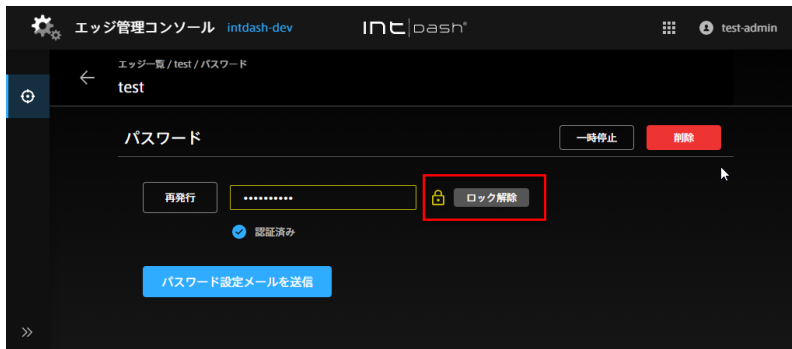 エッジ管理コンソール intdash-dev intdash test-admin
エッジ一覧 / test / パスワード
test
パスワード 一時停止 削除
再発行 •••••••••• ロック解除
認証済み
パスワード設定メールを送信